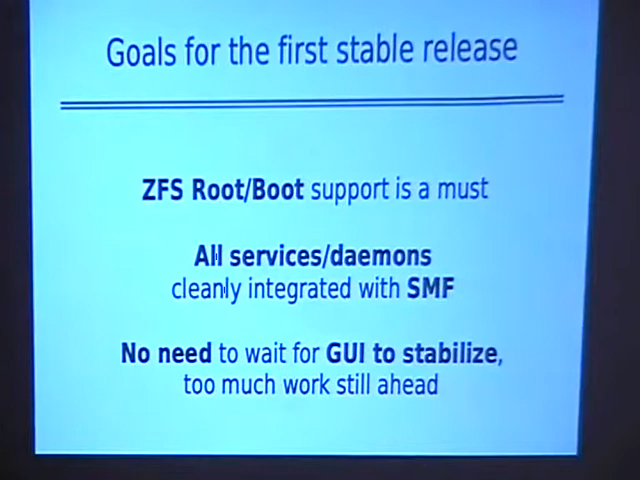 Goals for the first stable release
ZFS Root/Boot support is a must
All services/daemons
cleanly integrated with SMF
No need to wait for GUI to stabilize,
too much work still ahead